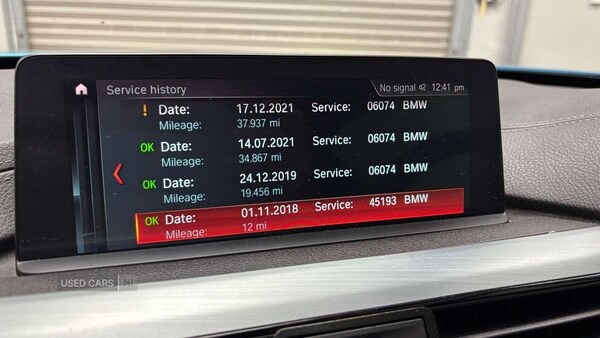 Service history No signal 12:41 pm
! Date: 17.12.2021 Service: 06074 BMW
Mileage: 37.937 mi
OK Date: 14.07.2021 Service: 06074 BMW
Mileage: 34.867 mi
OK Date: 24.12.2019 Service: 06074 BMW
Mileage: 19.456 mi
OK Date: 01.11.2018 Service: 45193 BMW
Mileage: 12 mi
USED CARS